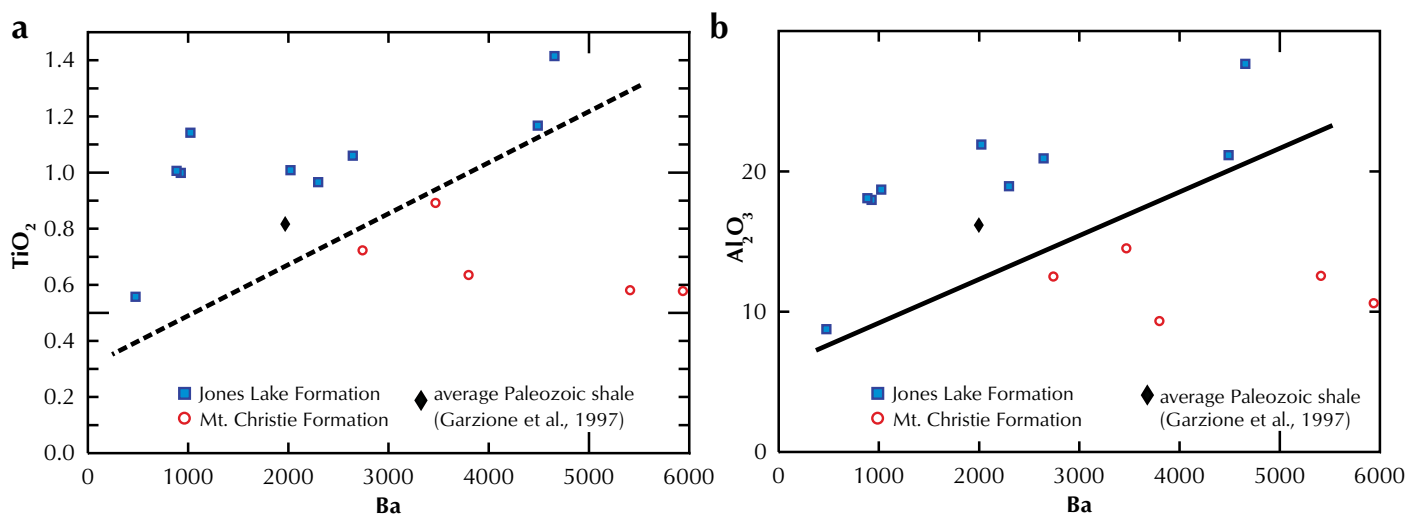 a
TiO2
1.4
1.2
1.0
0.8
0.6
0.4
0.2
0.0
0 1000 2000 3000 4000 5000 6000
Ba
Jones Lake Formation
Mt. Christie Formation
average Paleozoic shale
(Garzione et al., 1997)
b
Al2O3
20
10
0
0 1000 2000 3000 4000 5000 6000
Ba
Jones Lake Formation
Mt. Christie Formation
average Paleozoic shale
(Garzione et al., 1997)